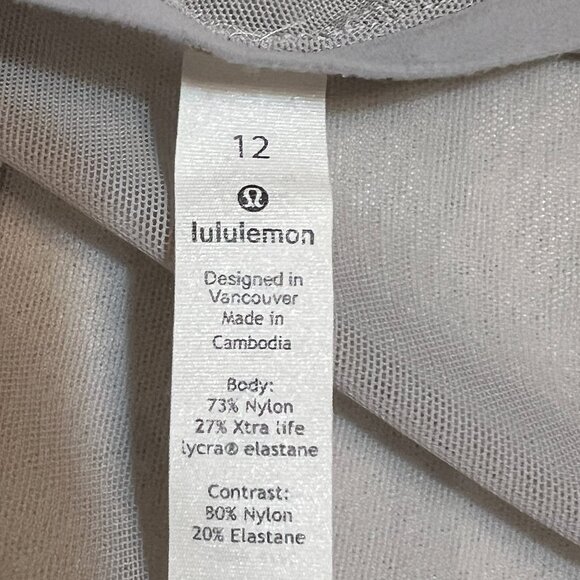 12
lululemon
Designed in
Vancouver
Made in
Cambodia
Body:
73% Nylon
27% Xtra life
lycra® elastane
Contrast:
80% Nylon
20% Elastane